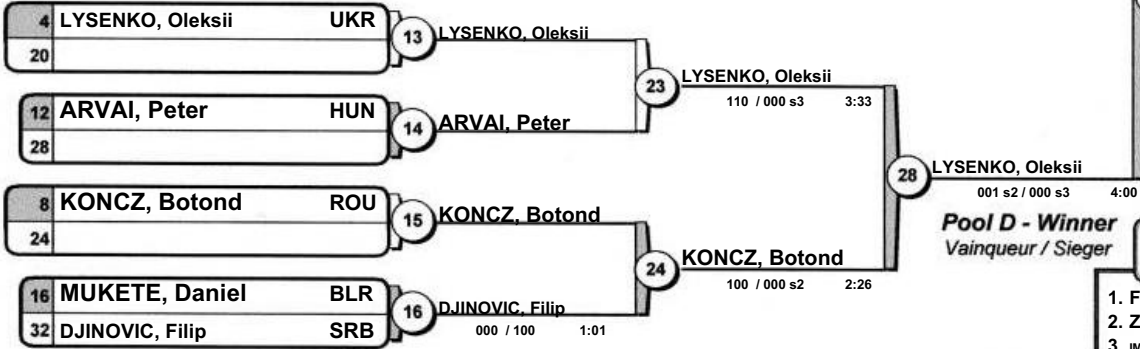 4 LYSENKO, Oleksii UKR
20
13
LYSENKO, Oleksii
12 ARVAI, Peter HUN
28
14
ARVAI, Peter
23
LYSENKO, Oleksii
110 / 000 s3 3:33
8 KONCZ, Botond ROU
24
15
KONCZ, Botond
16 MUKETE, Daniel BLR
32 DJINOVIC, Filip SRB
16
DJINOVIC, Filip
000 / 100 1:01
24
KONCZ, Botond
100 / 000 s2 2:26
28
LYSENKO, Oleksii
001 s2 / 000 s3 4:00
Pool D - Winner
Vainqueur / Sieger
1. F
2. Z
3.